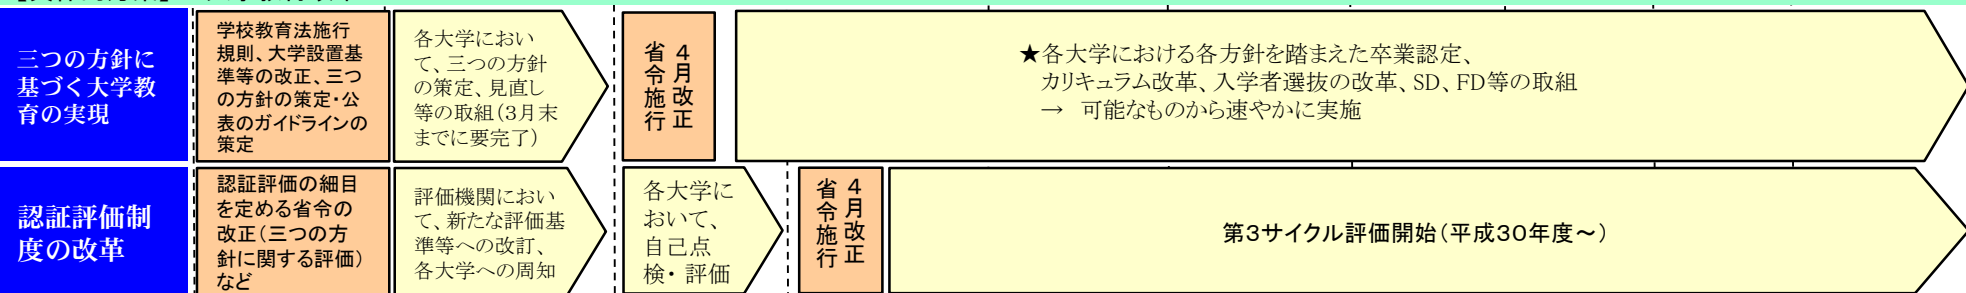 三つの方針に
基づく大学教
育の実現
学校教育法施行
規則、大学設置基
準等の改正、三つ
の方針の策定・公
表のガイドラインの
策定
各大学におい
て、三つの方針
の策定、見直し
等の取組(3月末
までに要完了)
4月改正
省令施行
★各大学における各方針を踏まえた卒業認定、
カリキュラム改革、入学者選抜の改革、SD、FD等の取組
→ 可能なものから速やかに実施
認証評価制
度の改革
認証評価の細目
を定める省令の
改正(三つの方
針に関する評価)
など
評価機関におい
て、新たな評価基
準等への改訂、
各大学への周知
各大学に
おいて、
自己点
検・評価
4月改正
省令施行
第3サイクル評価開始(平成30年度~)